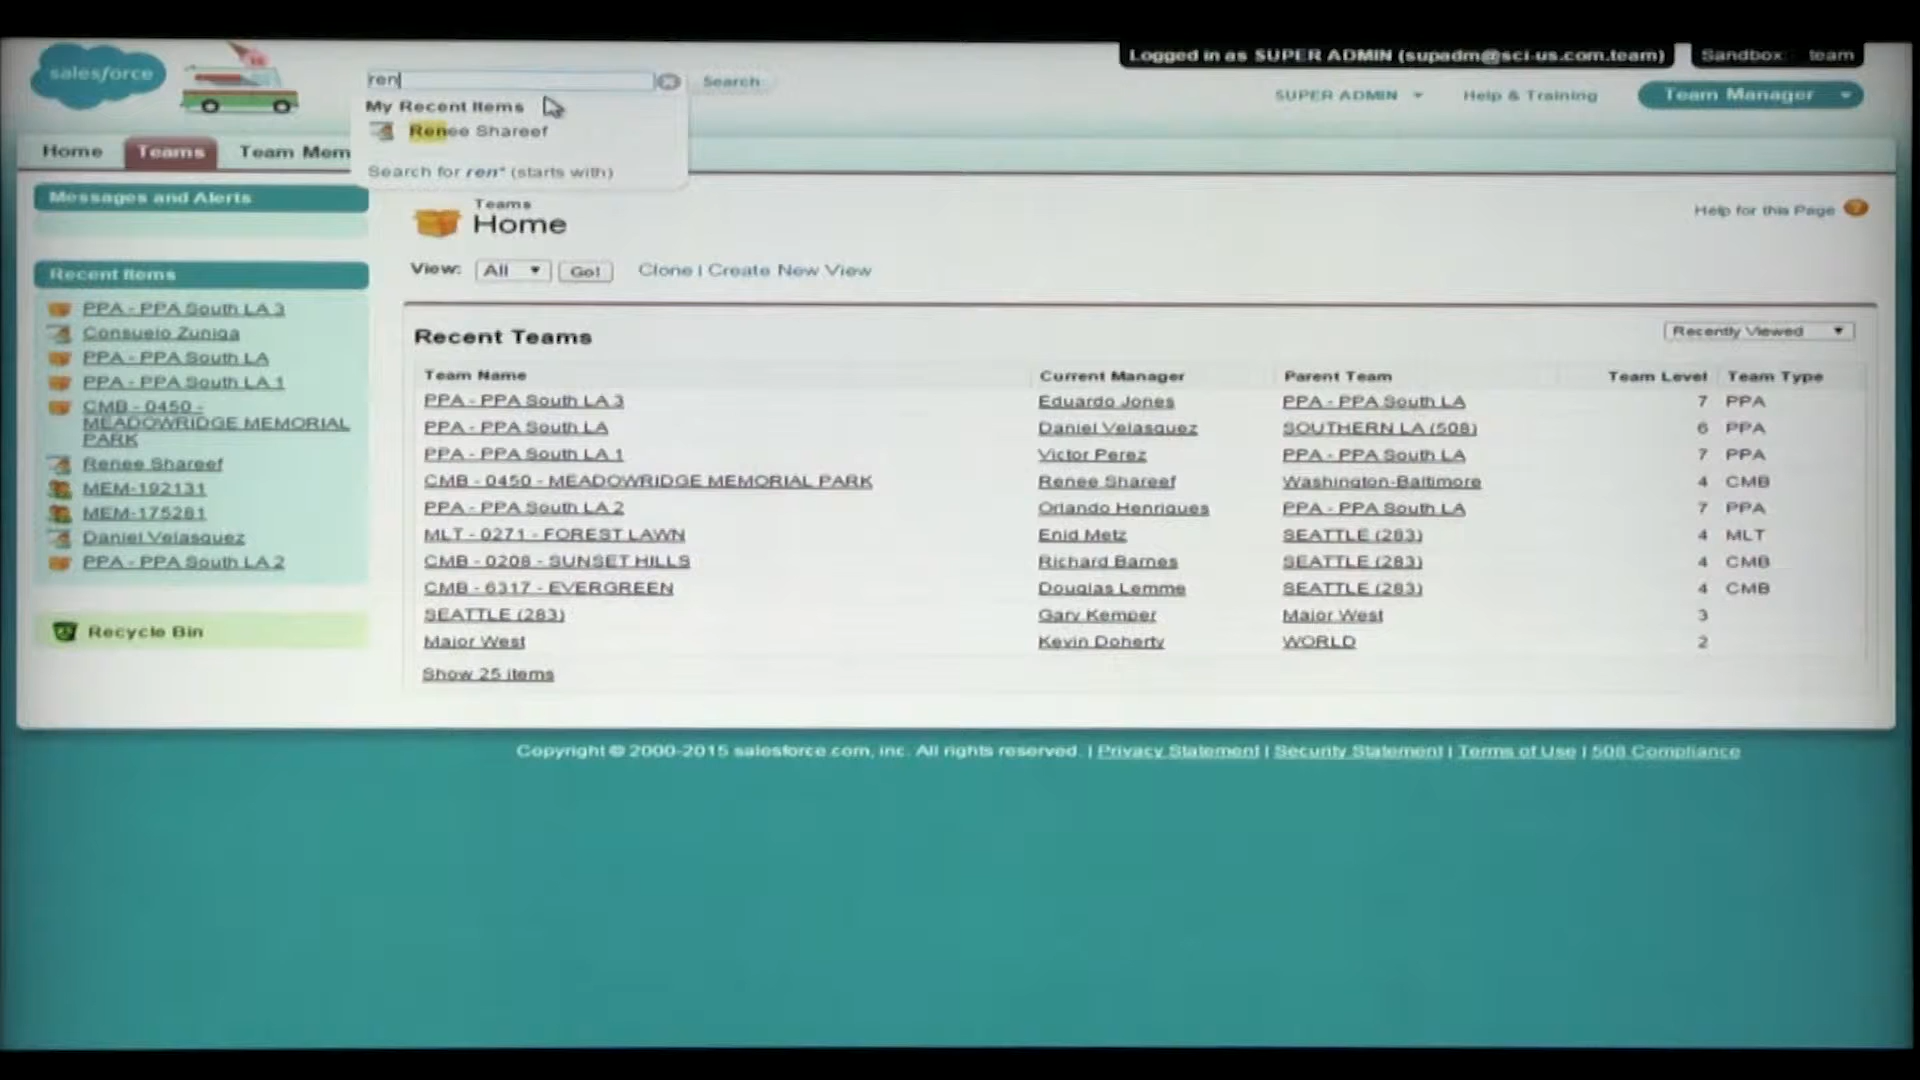 Logged in as SUPER ADMIN (supadm@sci-us.com.team)
Sandbox: team
salesforce
ren
Search
SUPER ADMIN
Help & Training
Team Manager
My Recent Items
Renee Shareef
Search for ren* (starts with)
Home
Teams
Team Mem
Messages and Alerts
Recent Items
PPA - PPA South LA 3
Consuelo Zuniga
PPA - PPA South LA
PPA - PPA South LA 1
CMB - 0450 -
MEADOWRIDGE MEMORIAL
PARK
Renee Shareef
MEM-192131
MEM-175281
Daniel Velasquez
PPA - PPA South LA 2
Recycle Bin
Teams
Home
Help for this Page
View: All Go! Clone | Create New View
Recent Teams
Recently Viewed
Team Name Current Manager Parent Team Team Level Team Type
PPA - PPA South LA 3 Eduardo Jones PPA - PPA South LA 7 PPA
PPA - PPA South LA Daniel Velasquez SOUTHERN LA (508) 6 PPA
PPA - PPA South LA 1 Victor Perez PPA - PPA South LA 7 PPA
CMB - 0450 - MEADOWRIDGE MEMORIAL PARK Renee Shareef Washington-Baltimore 4 CMB
PPA - PPA South LA 2 Orlando Henriques PPA - PPA South LA 7 PPA
MLT - 0271 - FOREST LAWN Enid Metz SEATTLE (283) 4 MLT
CMB - 0208 - SUNSET HILLS Richard Barnes SEATTLE (283) 4 CMB
CMB - 6317 - EVERGREEN Douglas Lemme SEATTLE (283) 4 CMB
SEATTLE (283) Gary Kemper Major West 3
Major West Kevin Doherty WORLD 2
Show 25 items
Copyright © 2000-2015 salesforce.com, inc. All rights reserved. | Privacy Statement | Security Statement | Terms of Use | 508 Compliance